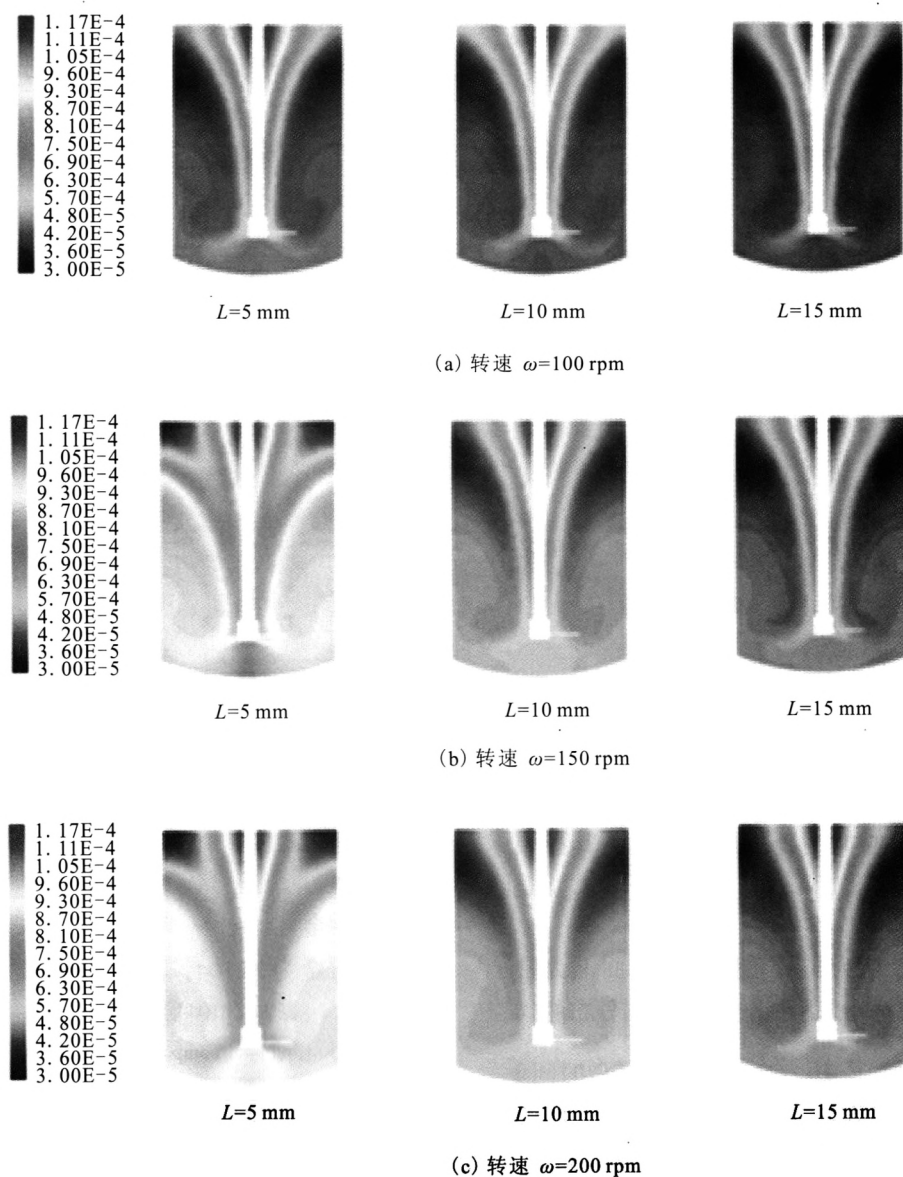 1. 17E-4
1. 11E-4
1. 05E-4
9. 60E-4
9. 30E-4
8. 70E-4
8. 10E-4
7. 50E-4
6. 90E-4
6. 30E-4
5. 70E-4
4. 80E-5
4. 20E-5
3. 60E-5
3. 00E-5
L=5 mm
L=10 mm
L=15 mm
(a) 转速 ω=100 rpm
1. 17E-4
1. 11E-4
1. 05E-4
9. 60E-4
9. 30E-4
8. 70E-4
8. 10E-4
7. 50E-4
6. 90E-4
6. 30E-4
5. 70E-4
4. 80E-5
4. 20E-5
3. 60E-5
3. 00E-5
L=5 mm
L=10 mm
L=15 mm
(b) 转速 ω=150 rpm
1. 17E-4
1. 11E-4
1. 05E-4
9. 60E-4
9. 30E-4
8. 70E-4
8. 10E-4
7. 50E-4
6. 90E-4
6. 30E-4
5. 70E-4
4. 80E-5
4. 20E-5
3. 60E-5
3. 00E-5
L=5 mm
L=10 mm
L=15 mm
(c) 转速 ω=200 rpm